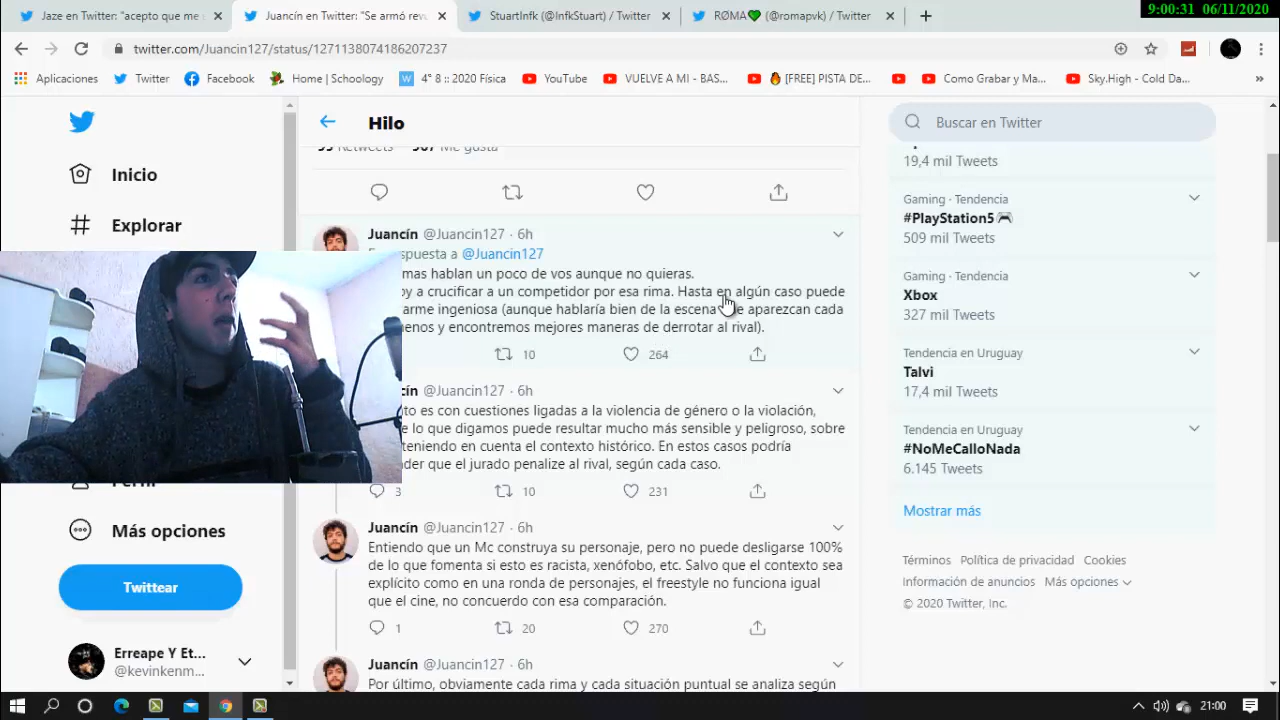 9:00:31 06/11/2020
Jaze en Twitter: "acepto que me s
Juancín en Twitter: "Se armó revu
StuartInfk (@InfkStuart) / Twitter
RØMA💚 (@romapvk) / Twitter
twitter.com/Juancin127/status/1271138074186207237
Aplicaciones
Twitter
Facebook
Home | Schoology
4° 8 :: 2020 Física
YouTube
VUELVE A MI - BAS...
🔥 [FREE] PISTA DE...
Como Grabar y Ma...
Sky.High - Cold Da...
»
Inicio
Explorar
Más opciones
Twittear
Erreape Y Et...
@kevinkenm...
Hilo
Retweets
Me gusta
Juancín @Juancin127 · 6h
spuesta a @Juancin127
mas hablan un poco de vos aunque no quieras.
oy a crucificar a un competidor por esa rima. Hasta en algún caso puede
arme ingeniosa (aunque hablaría bien de la escena que aparezcan cada
enos y encontremos mejores maneras de derrotar al rival).
10
264
cín @Juancin127 · 6h
to es con cuestiones ligadas a la violencia de género o la violación,
e lo que digamos puede resultar mucho más sensible y peligroso, sobre
teniendo en cuenta el contexto histórico. En estos casos podría
der que el jurado penalize al rival, según cada caso.
3
10
231
Juancín @Juancin127 · 6h
Entiendo que un Mc construya su personaje, pero no puede desligarse 100%
de lo que fomenta si esto es racista, xenófobo, etc. Salvo que el contexto sea
explícito como en una ronda de personajes, el freestyle no funciona igual
que el cine, no concuerdo con esa comparación.
1
20
270
Juancín @Juancin127 · 6h
Por último, obviamente cada rima y cada situación puntual se analiza según
Buscar en Twitter
19,4 mil Tweets
Gaming · Tendencia
#PlayStation5🎮
509 mil Tweets
Gaming · Tendencia
Xbox
327 mil Tweets
Tendencia en Uruguay
Talvi
17,4 mil Tweets
Tendencia en Uruguay
#NoMeCalloNada
6.145 Tweets
Mostrar más
Términos Política de privacidad Cookies
Información de anuncios Más opciones
© 2020 Twitter, Inc.
21:00